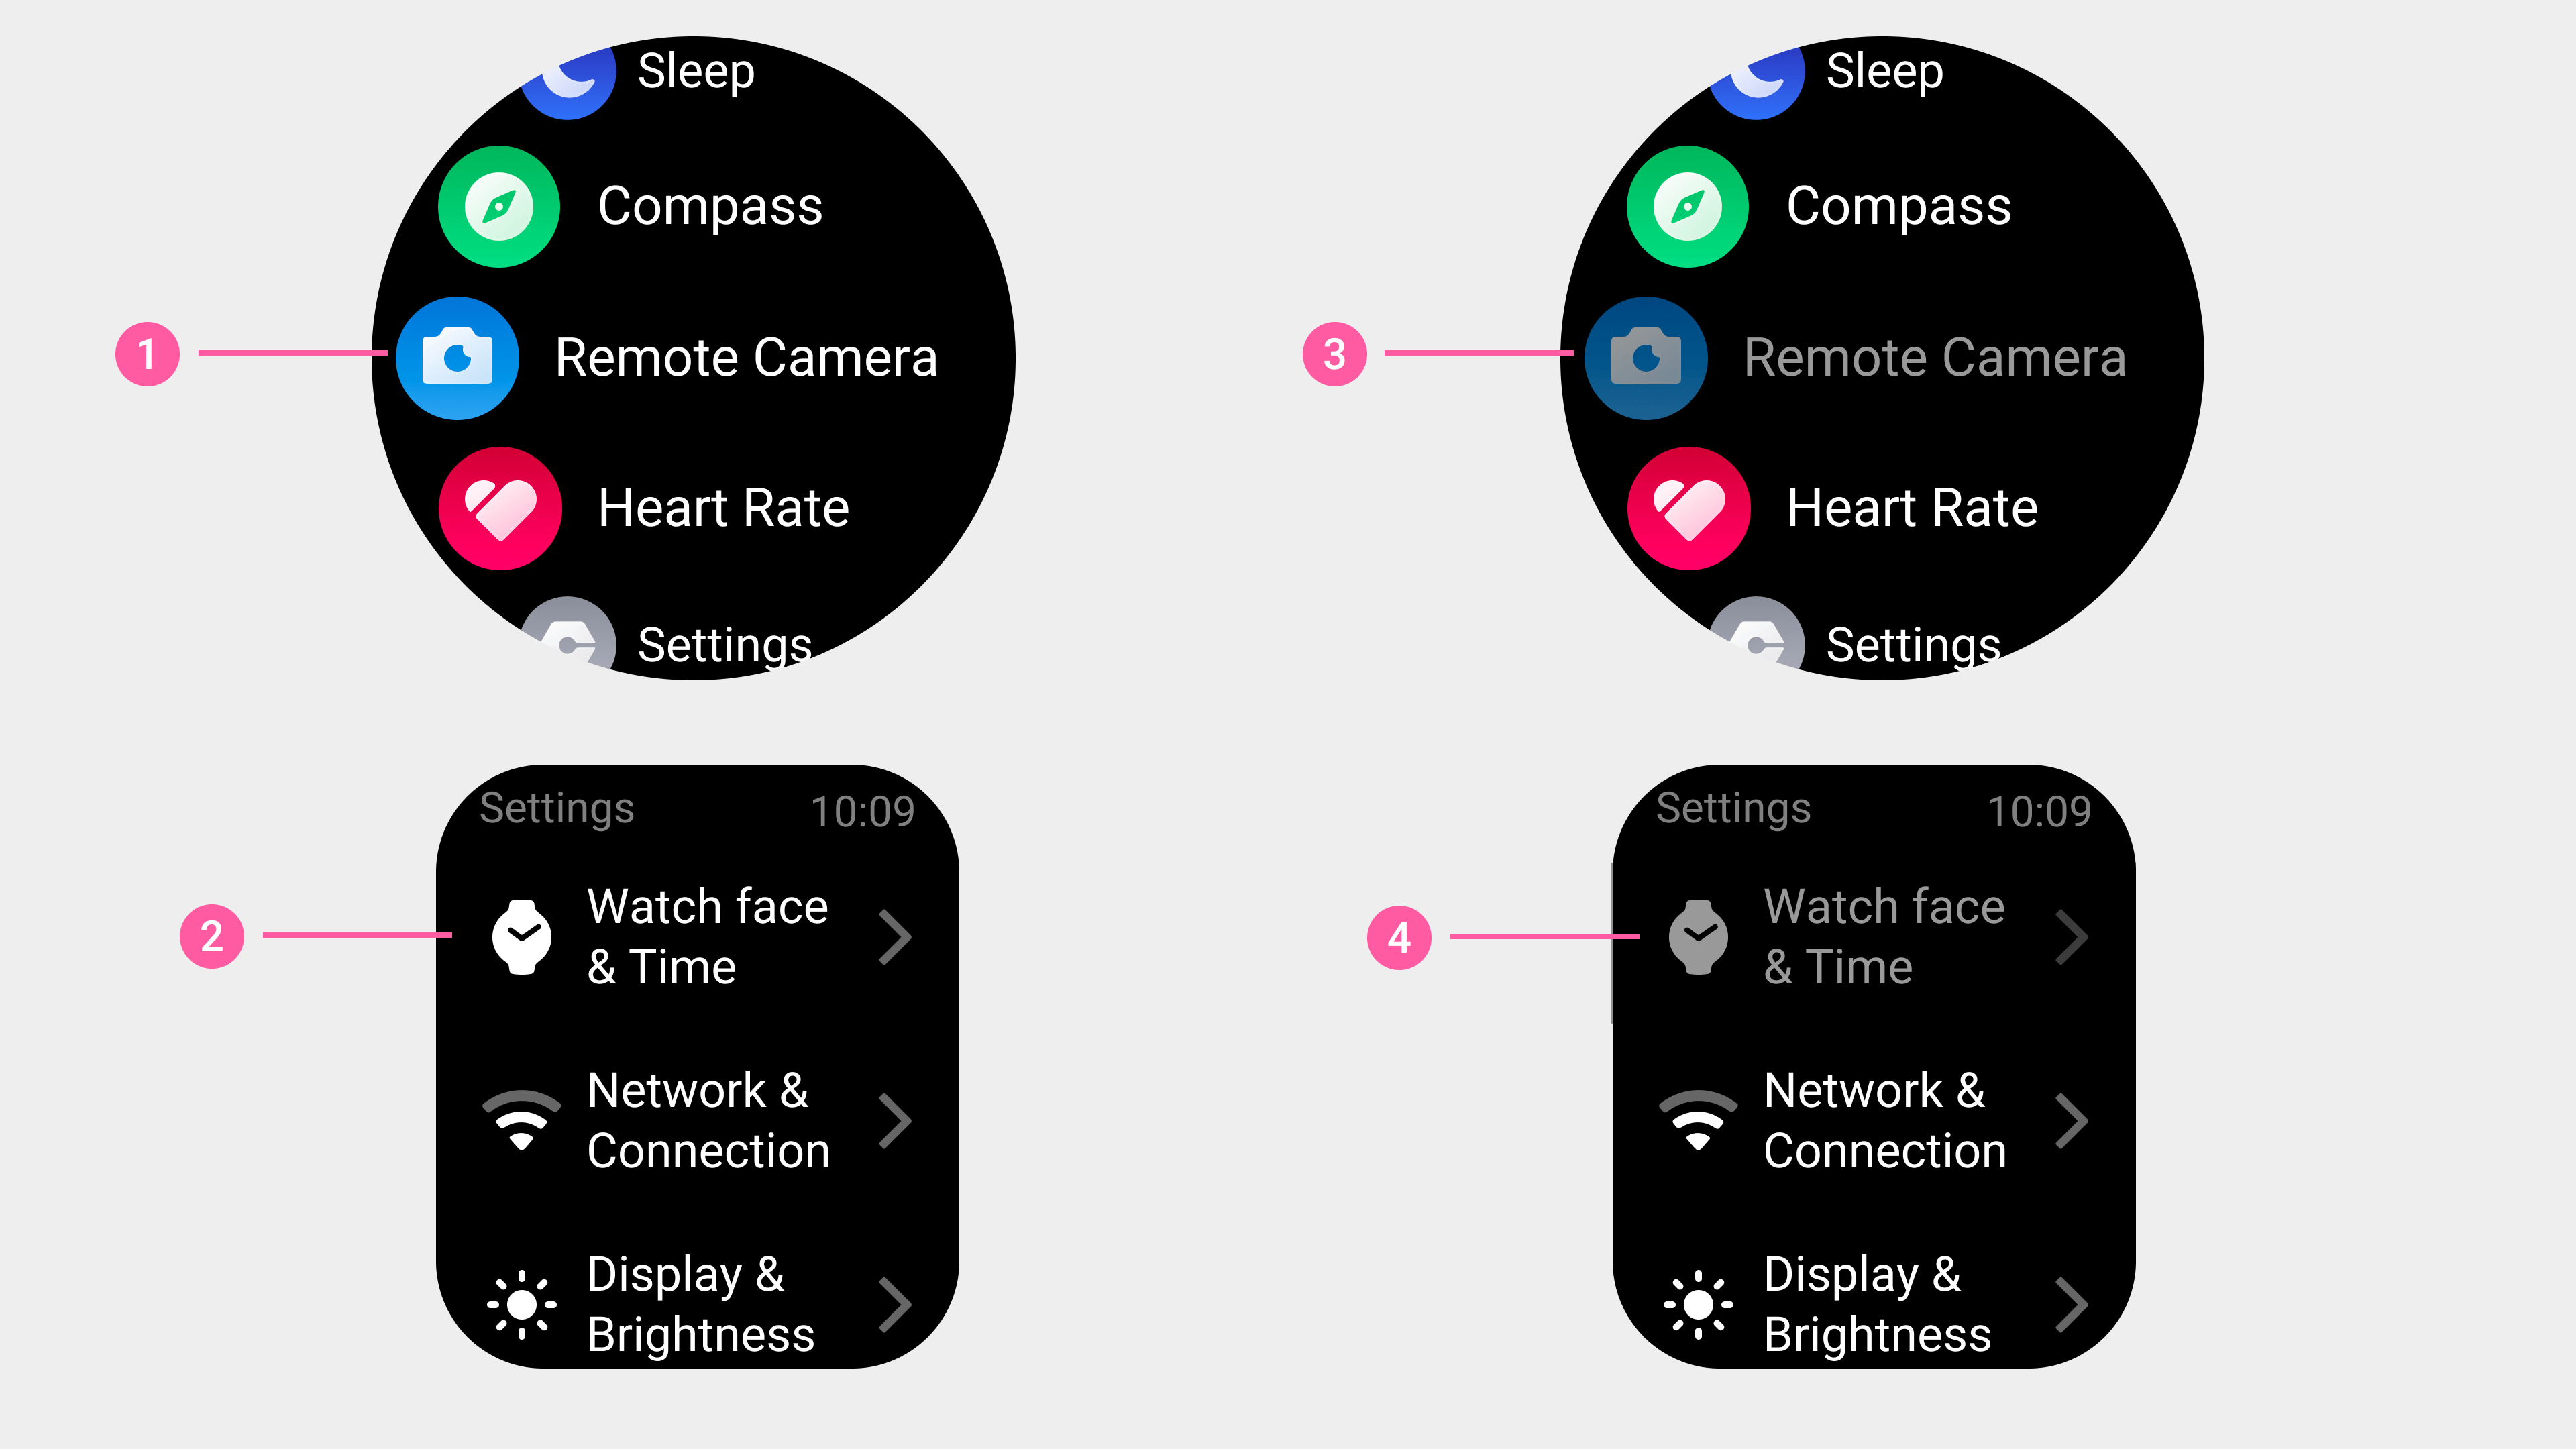 Sleep
Compass
1
Remote Camera
Heart Rate
Settings
Sleep
Compass
3
Remote Camera
Heart Rate
Settings
Settings
10:09
2
Watch face
& Time
Network &
Connection
Display &
Brightness
Settings
10:09
4
Watch face
& Time
Network &
Connection
Display &
Brightness